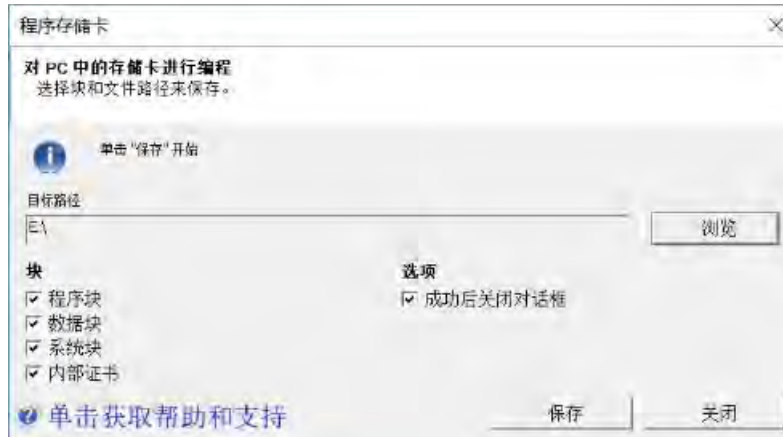 程序存储卡
对 PC 中的存储卡进行编程
选择块和文件路径来保存。
单击“保存”开始
目标路径
E:\
浏览
块
选项
程序块
成功后关闭对话框
数据块
系统块
内部证书
单击获取帮助和支持
保存
关闭